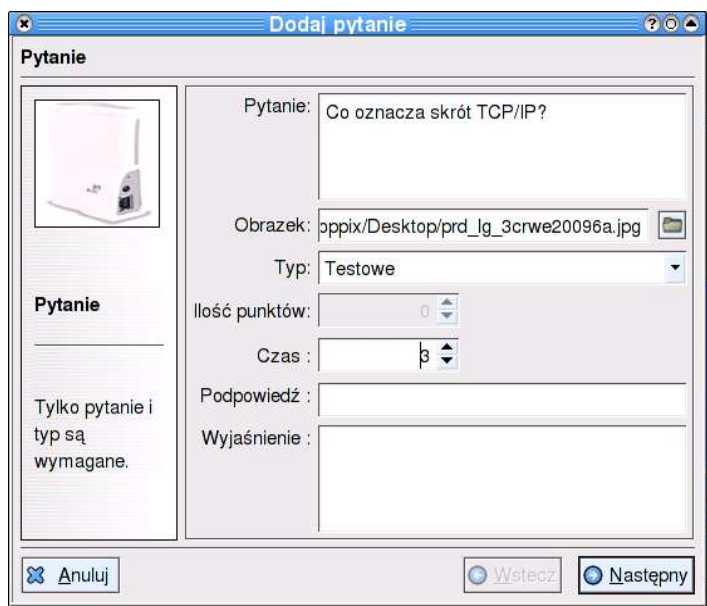 Dodaj pytanie
Pytanie
Pytanie:
Co oznacza skrót TCP/IP?
Obrazek:
oppix/Desktop/prd_lg_3crwe20096a.jpg
Typ:
Testowe
Pytanie
Ilość punktów:
0
Czas :
3
Tylko pytanie i
typ są
wymagane.
Podpowiedź :
Wyjaśnienie :
Anuluj
Wstecz
Następny